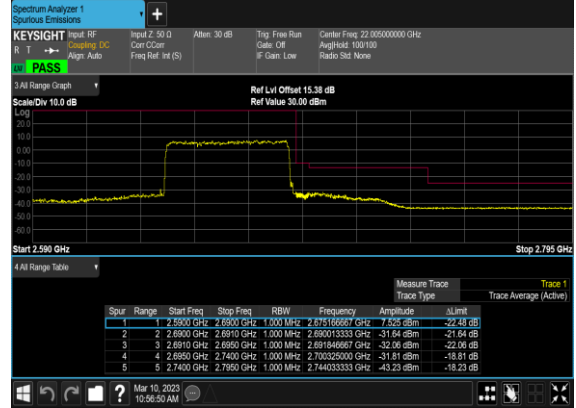 Spectrum Analyzer 1
Spurious Emissions
KEYSIGHT Input: RF Input Z: 50 Ω Atten: 30 dB Trig: Free Run Center Freq: 22.005000000 GHz
R T Coupling: DC Corr CCorr Gate: Off Avg|Hold: 100/100
Align: Auto Freq Ref: Int (S) IF Gain: Low Radio Std: None
PASS
3 All Range Graph
Ref Lvl Offset 15.38 dB
Scale/Div 10.0 dB Ref Value 30.00 dBm
Log
20.0
10.0
0.00
-10.0
-20.0
-30.0
-40.0
-50.0
-60.0
Start 2.590 GHz Stop 2.795 GHz
4 All Range Table
Measure Trace Trace 1
Trace Type Trace Average (Active)
Spur Range Start Freq Stop Freq RBW Frequency Amplitude ΔLimit
1 1 2.5900 GHz 2.6900 GHz 1.000 MHz 2.675166667 GHz 7.525 dBm -22.48 dB
2 2 2.6900 GHz 2.6910 GHz 1.000 MHz 2.690013333 GHz -31.64 dBm -21.64 dB
3 3 2.6910 GHz 2.6950 GHz 1.000 MHz 2.691846667 GHz -32.06 dBm -22.06 dB
4 4 2.6950 GHz 2.7400 GHz 1.000 MHz 2.700325000 GHz -31.81 dBm -18.81 dB
5 5 2.7400 GHz 2.7950 GHz 1.000 MHz 2.744033333 GHz -43.23 dBm -18.23 dB
? Mar 10, 2023
10:56:50 AM